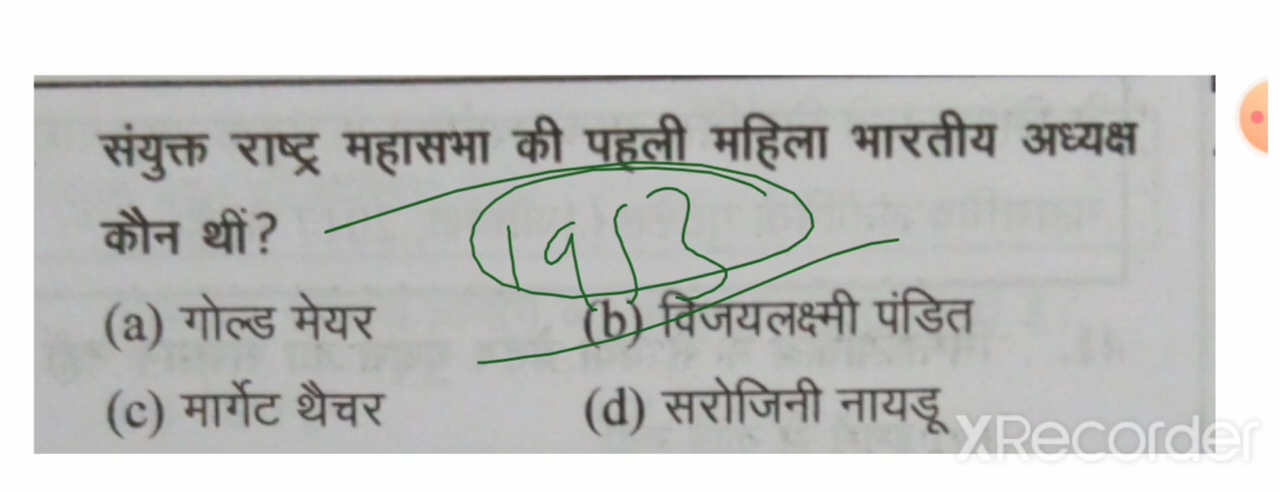 संयुक्त राष्ट्र महासभा की पहली महिला भारतीय अध्यक्ष
कौन थीं?
1953
(a) गोल्ड मेयर (b) विजयलक्ष्मी पंडित
(c) मार्गेट थैचर (d) सरोजिनी नायडू
XRecorder